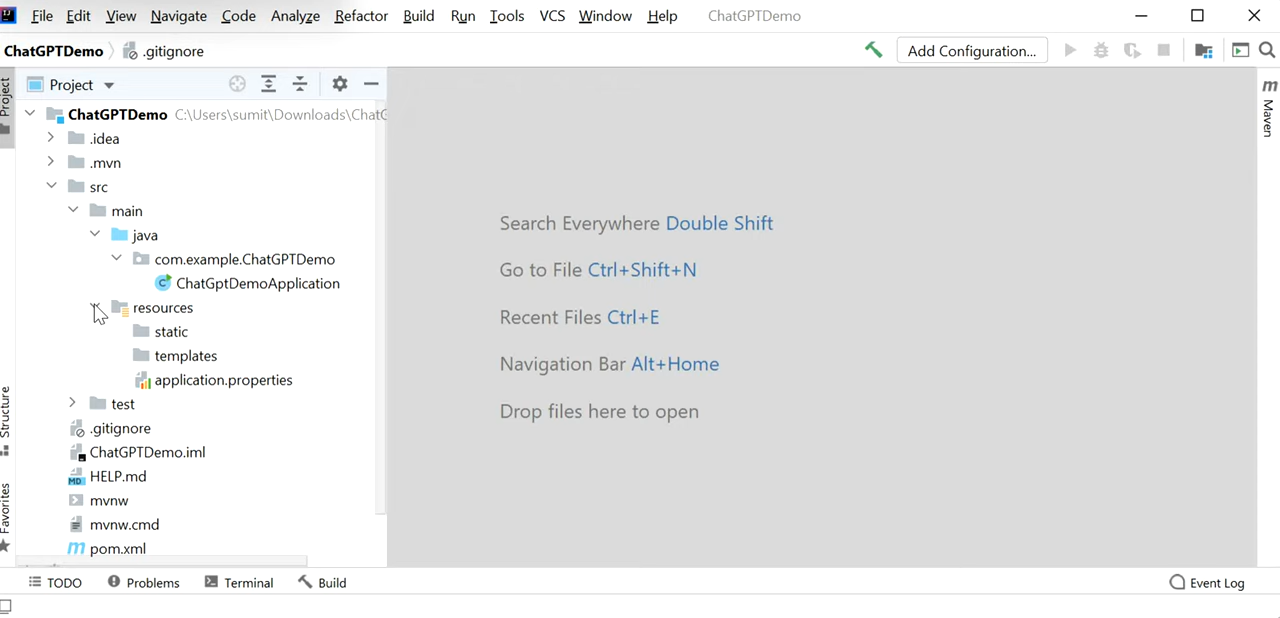 File Edit View Navigate Code Analyze Refactor Build Run Tools VCS Window Help ChatGPTDemo
ChatGPTDemo .gitignore Add Configuration...
Project
Project
ChatGPTDemo C:\Users\sumit\Downloads\Chat
.idea
.mvn
src
main
java
com.example.ChatGPTDemo
ChatGptDemoApplication
resources
static
templates
application.properties
test
.gitignore
ChatGPTDemo.iml
HELP.md
mvnw
mvnw.cmd
pom.xml
Structure
Favorites
Search Everywhere Double Shift
Go to File Ctrl+Shift+N
Recent Files Ctrl+E
Navigation Bar Alt+Home
Drop files here to open
m Maven
TODO Problems Terminal Build Event Log